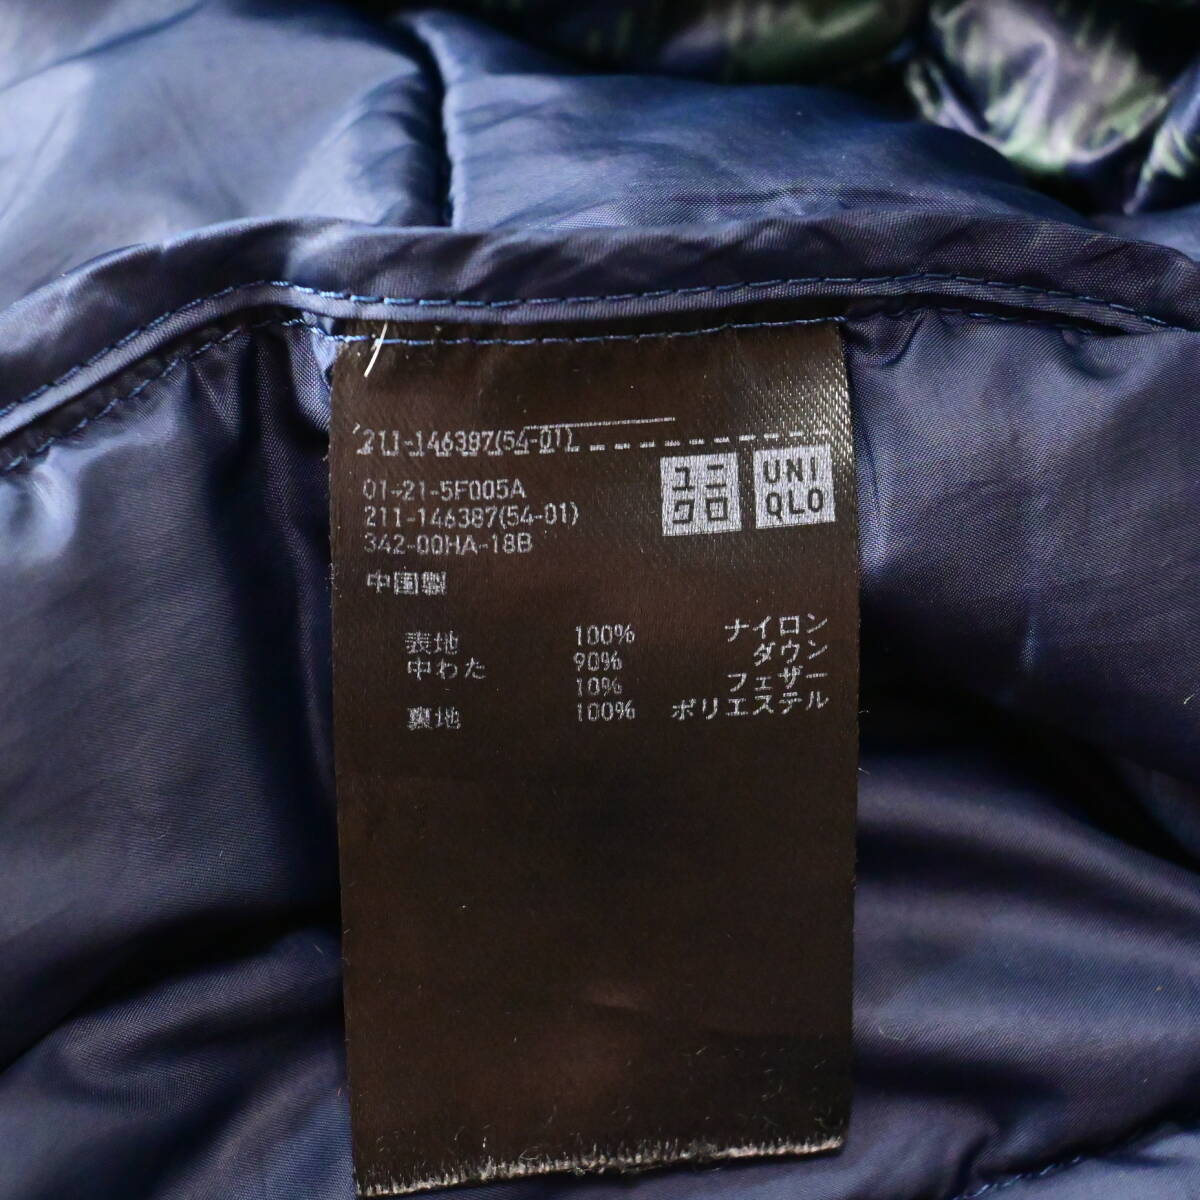 211-146387(54-01)
ユニ
クロ
UNI
QLO
01-21-5F005A
211-146387(54-01)
342-00HA-18B
中国製
表地 100% ナイロン
中わた 90% ダウン
10% フェザー
裏地 100% ポリエステル